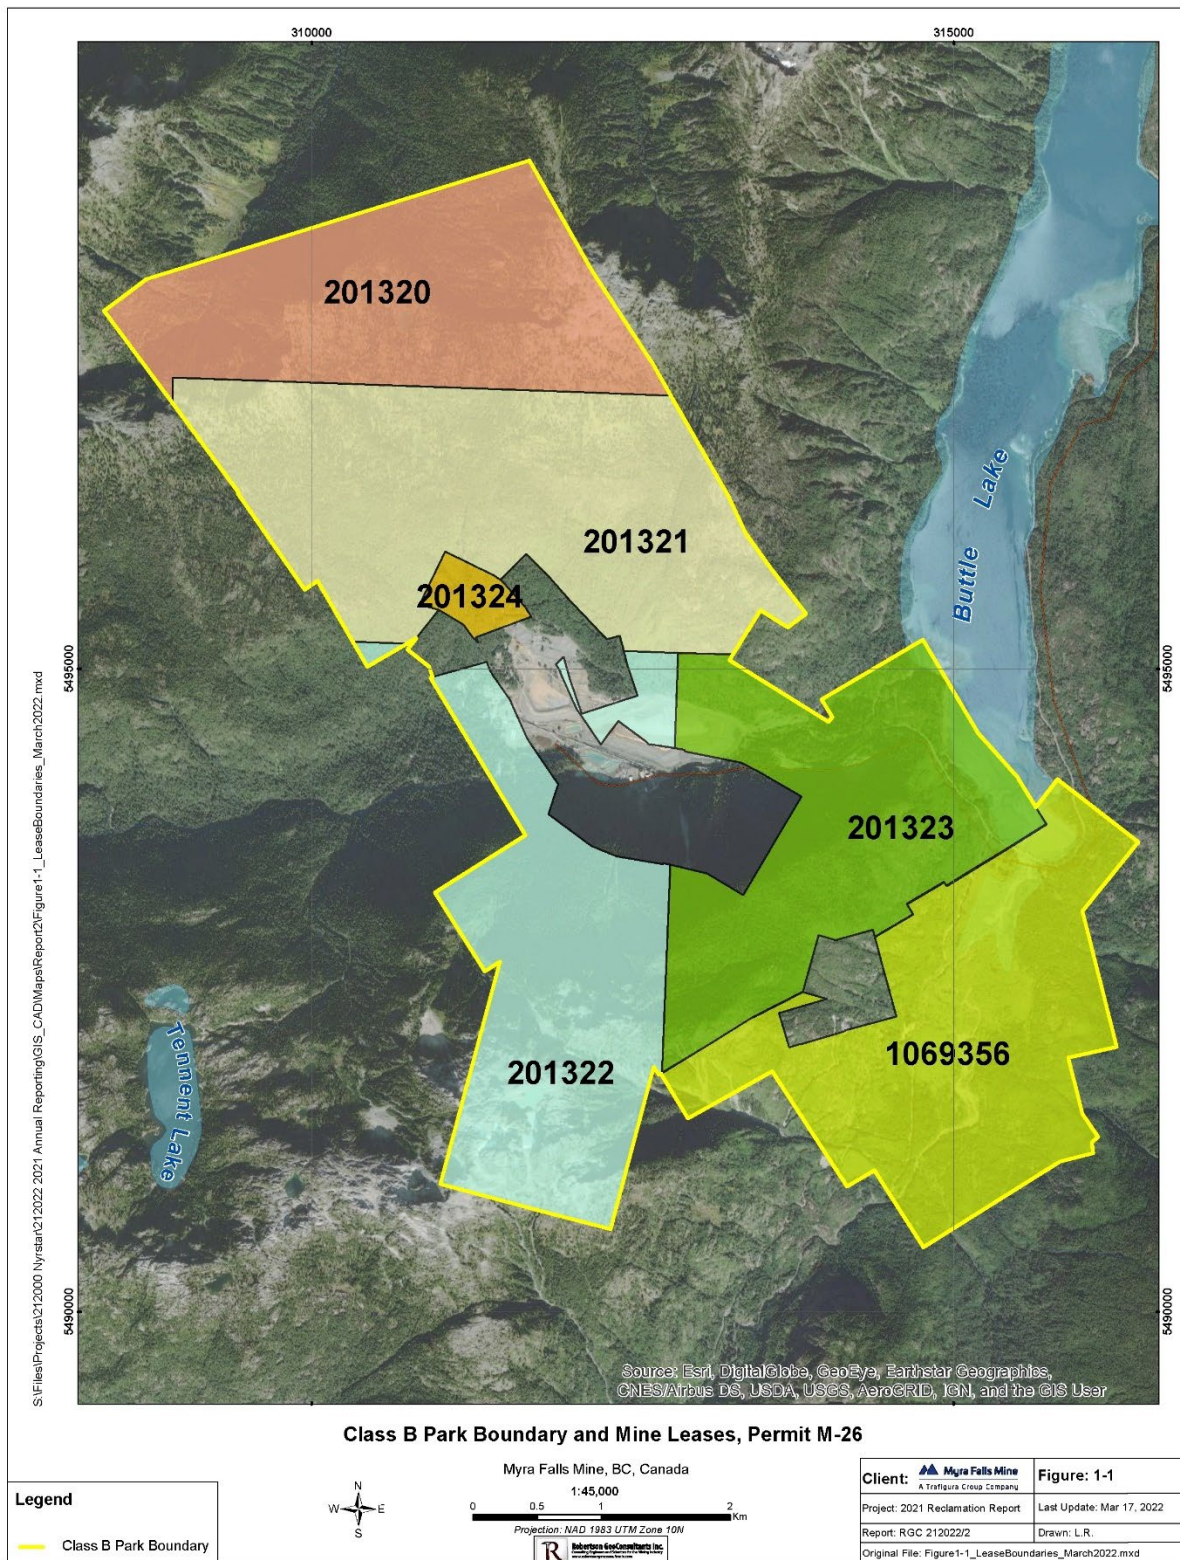 310000
315000
201320
201321
201324
Buttle Lake
5495000
5495000
201323
Tennent Lake
201322
1069356
5490000
5490000
S:\Files\Projects\212000 Nyrstar\212022 2021 Annual Reporting\GIS_CAD\Maps\Report2\Figure1-1_LeaseBoundaries_March2022.mxd
Source: Esri, DigitalGlobe, GeoEye, Earthstar Geographics,
CNES/Airbus DS, USDA, USGS, AeroGRID, IGN, and the GIS User
Class B Park Boundary and Mine Leases, Permit M-26
Myra Falls Mine, BC, Canada
1:45,000
0 0.5 1 2
Km
Projection: NAD 1983 UTM Zone 10N
N
W E
S
R Robertson GeoConsultants Inc.
Legend
Class B Park Boundary
Client: Myra Falls Mine
A Trafigura Group Company
Figure: 1-1
Project: 2021 Reclamation Report
Last Update: Mar 17, 2022
Report: RGC 212022/2
Drawn: L.R.
Original File: Figure1-1_LeaseBoundaries_March2022.mxd